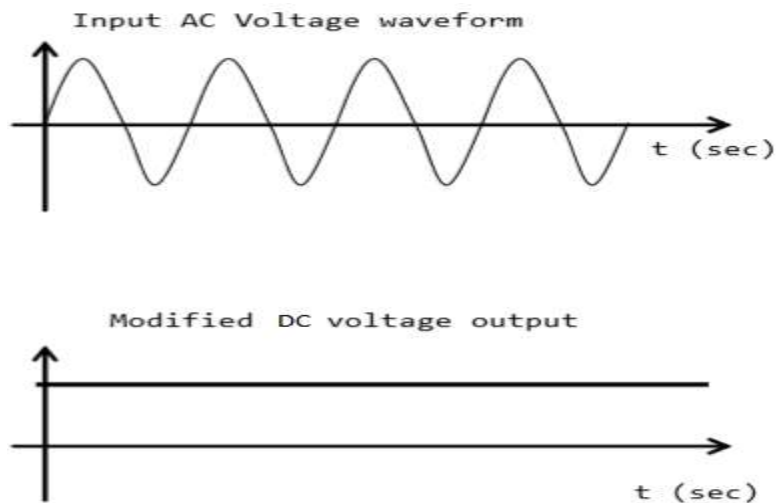 Input AC Voltage waveform
t (sec)
Modified DC voltage output
t (sec)